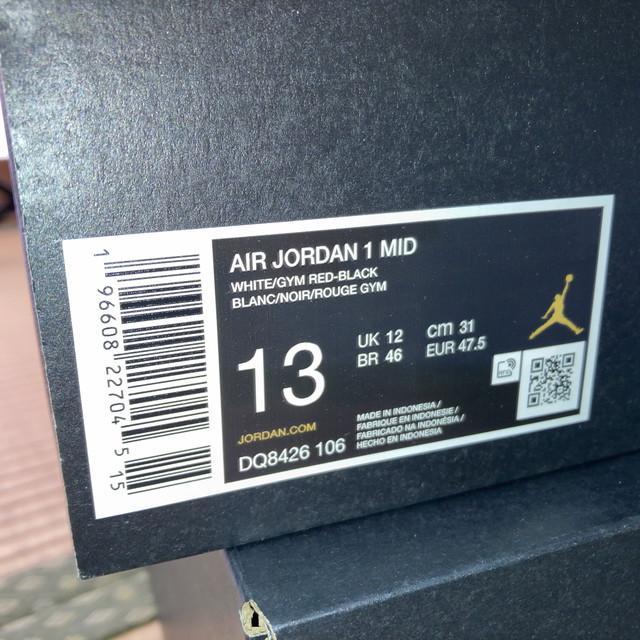 AIR JORDAN 1 MID
WHITE/GYM RED-BLACK
BLANC/NOIR/ROUGE GYM
13
UK 12
CM 31
BR 46
EUR 47.5
MADE IN INDONESIA /
FABRIQUE EN INDONESIE /
FABRICADO NA INDONÉSIA /
HECHO EN INDONESIA
JORDAN.COM
DQ8426 106
1 96608 22704 5 15